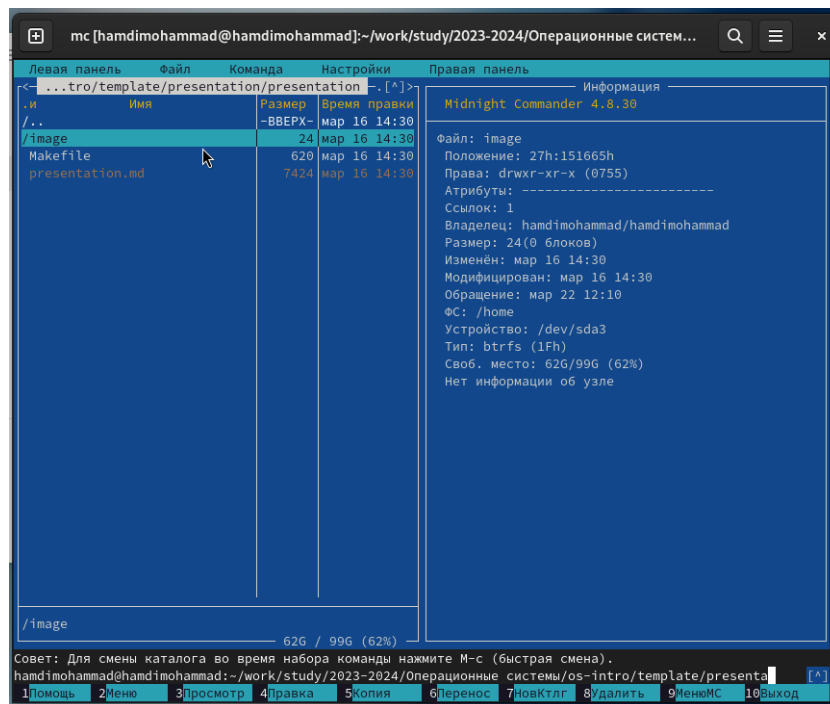 mc [hamdimohammad@hamdimohammad]:~/work/study/2023-2024/Операционные систем...
Левая панель Файл Команда Настройки Правая панель
<— ...tro/template/presentation/presentation —.[^]>
.и Имя Размер Время правки
/.. -ВВЕРХ- мар 16 14:30
/image 24 мар 16 14:30
Makefile 620 мар 16 14:30
presentation.md 7424 мар 16 14:30
/image
62G / 99G (62%)
Информация
Midnight Commander 4.8.30
Файл: image
Положение: 27h:151665h
Права: drwxr-xr-x (0755)
Атрибуты: -------------------------
Ссылок: 1
Владелец: hamdimohammad/hamdimohammad
Размер: 24(0 блоков)
Изменён: мар 16 14:30
Модифицирован: мар 16 14:30
Обращение: мар 22 12:10
ФС: /home
Устройство: /dev/sda3
Тип: btrfs (1Fh)
Своб. место: 62G/99G (62%)
Нет информации об узле
Совет: Для смены каталога во время набора команды нажмите M-c (быстрая смена).
hamdimohammad@hamdimohammad:~/work/study/2023-2024/Операционные системы/os-intro/template/presenta [^]
1Помощь 2Меню 3Просмотр 4Правка 5Копия 6Перенос 7НовКтлг 8Удалить 9МенюMC 10Выход